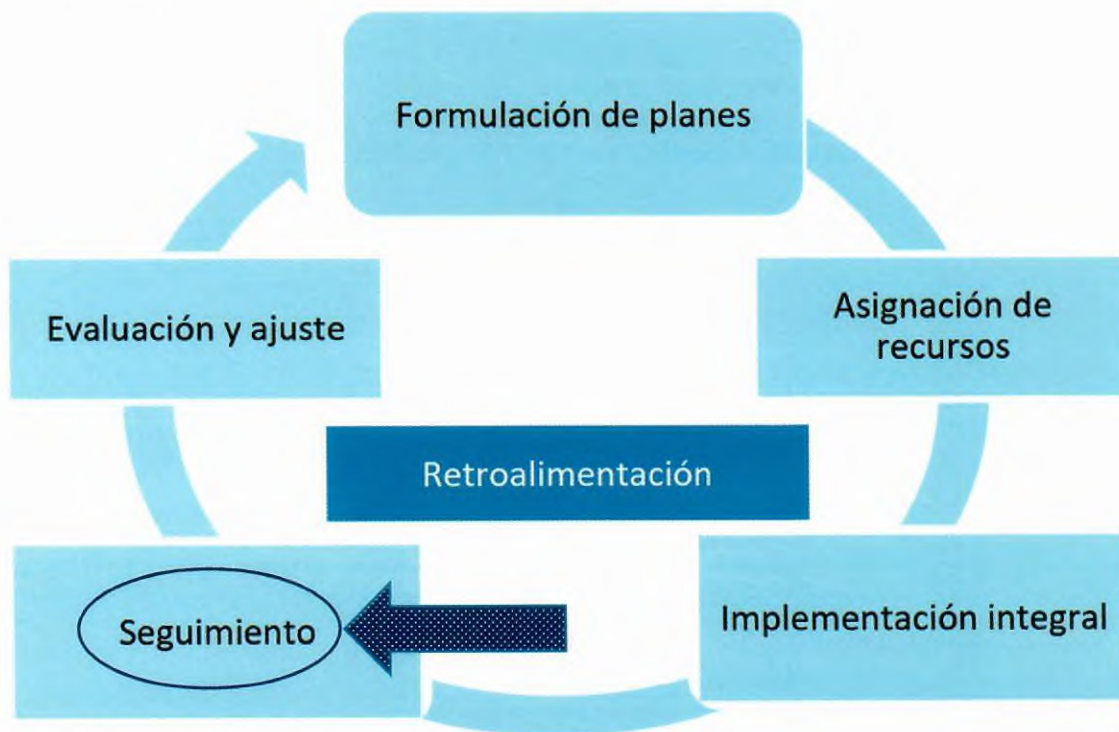 Formulación de planes
Asignación de
recursos
Implementación integral
Seguimiento
Evaluación y ajuste
Retroalimentación